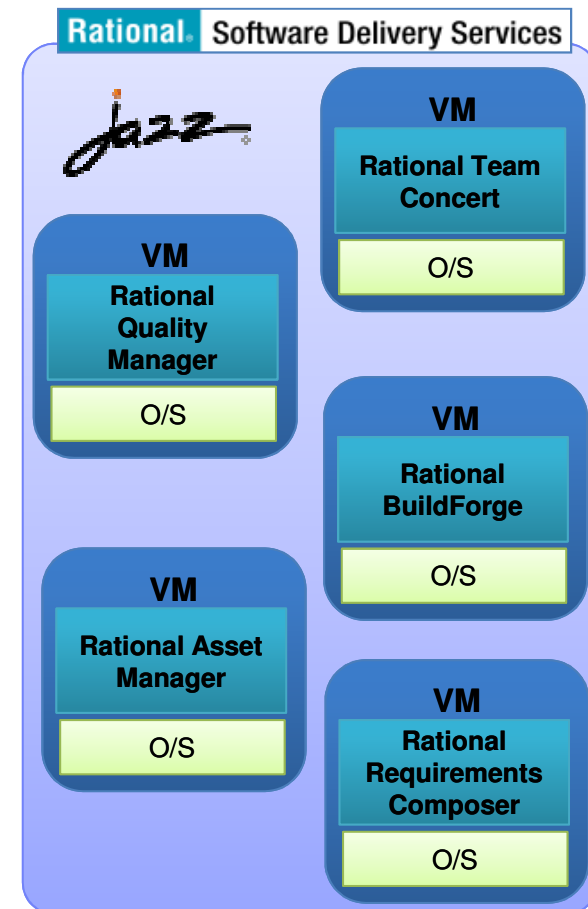 Rational. Software Delivery Services
jazz
VM
Rational Team
Concert
O/S
VM
Rational
Quality
Manager
O/S
VM
Rational
BuildForge
O/S
VM
Rational Asset
Manager
O/S
VM
Rational
Requirements
Composer
O/S